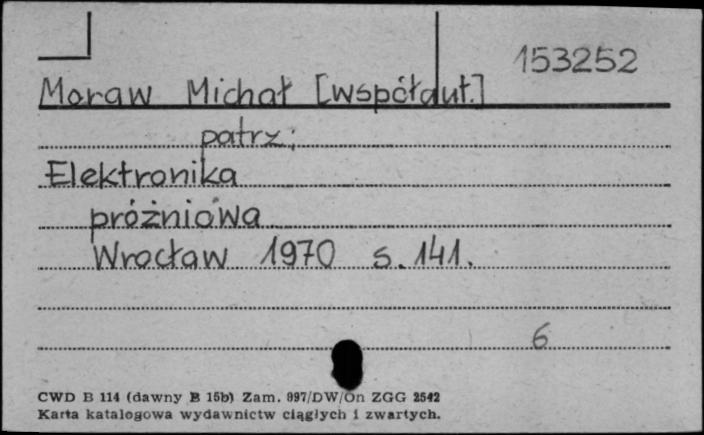 153252
Moraw Michał [współaut.]
patrz:
Elektronika
próżniowa
Wrocław 1970 s. 141.
6
CWD B 114 (dawny B 15b) Zam. 997/DW/On ZGG 2542
Karta katalogowa wydawnictw ciągłych i zwartych.